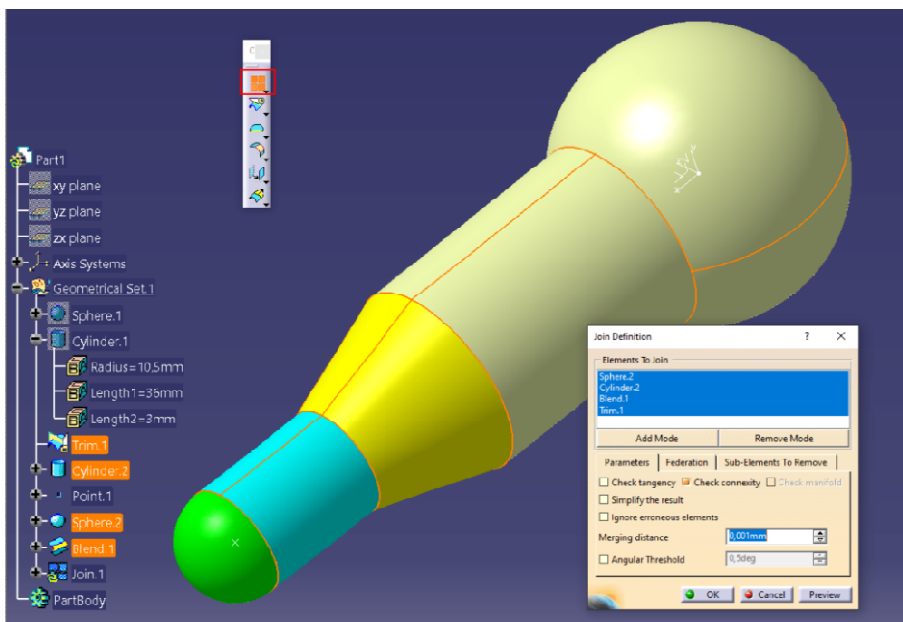 Part1
xy plane
yz plane
zx plane
Axis Systems
Geometrical Set.1
Sphere.1
Cylinder.1
Radius=10,5mm
Length1=35mm
Length2=3mm
Trim.1
Cylinder.2
Point.1
Sphere.2
Blend.1
Join.1
PartBody
Join Definition ? X
Elements To Join
Sphere.2
Cylinder.2
Blend.1
Trim.1
Add Mode Remove Mode
Parameters Federation Sub-Elements To Remove
Check tangency Check connexity Check manifold
Simplify the result
Ignore erroneous elements
Merging distance 0,001mm
Angular Threshold 0,5deg
OK Cancel Preview